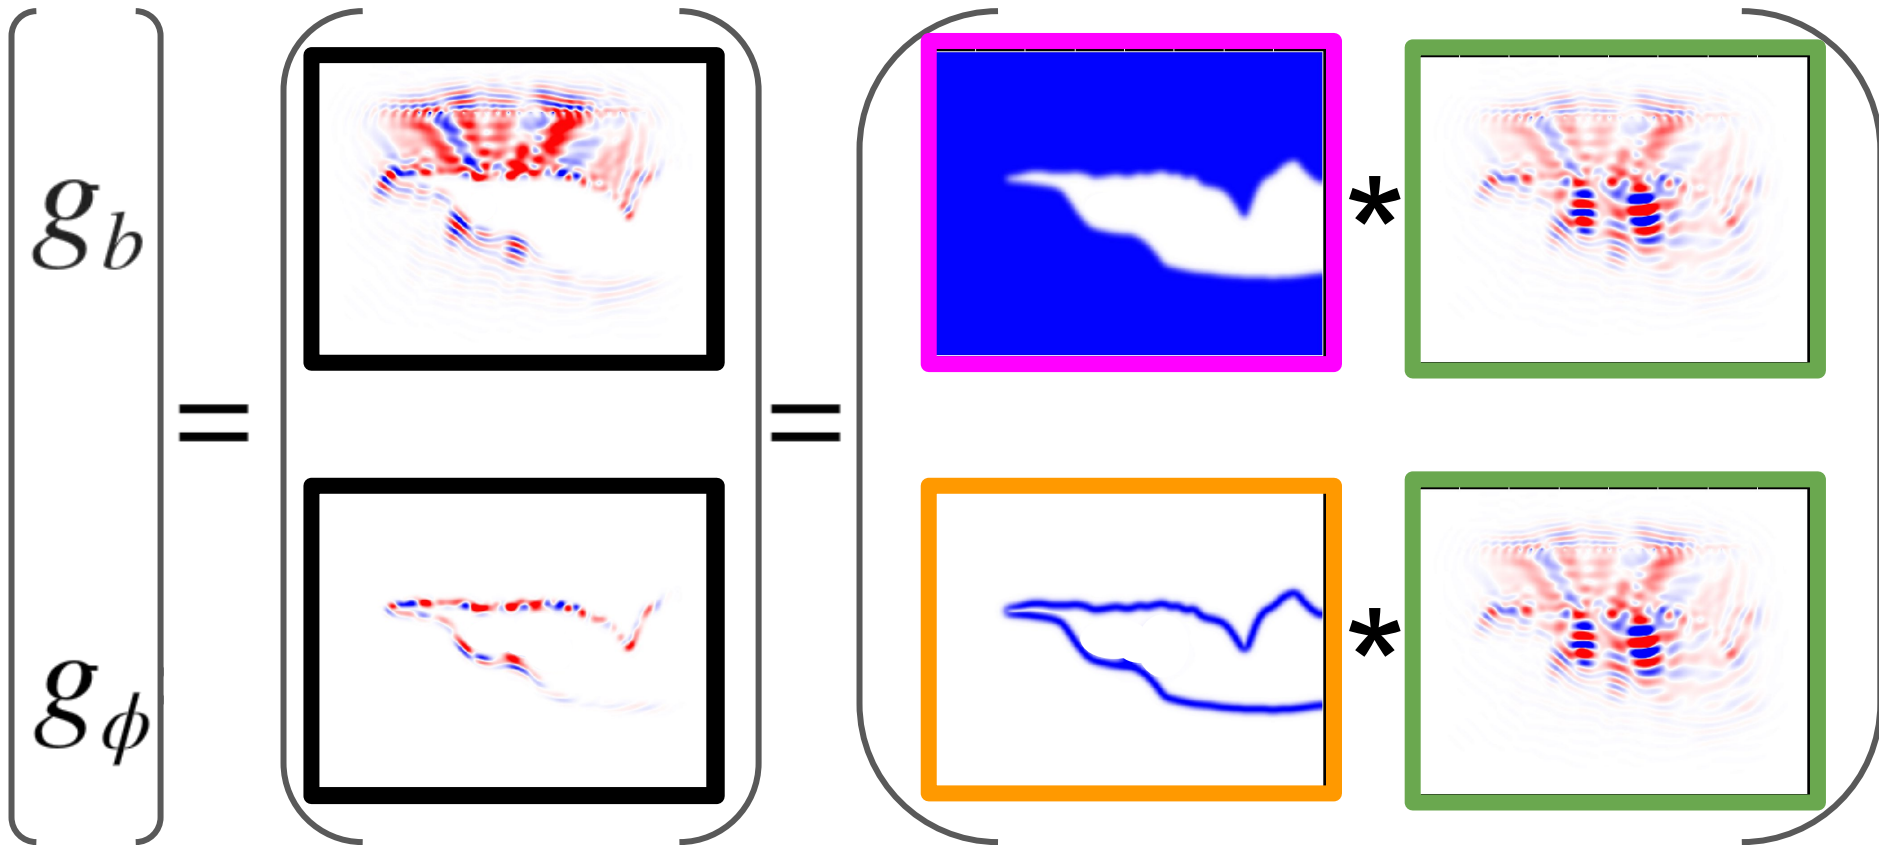 g_b
=
=
*
g_ϕ
*